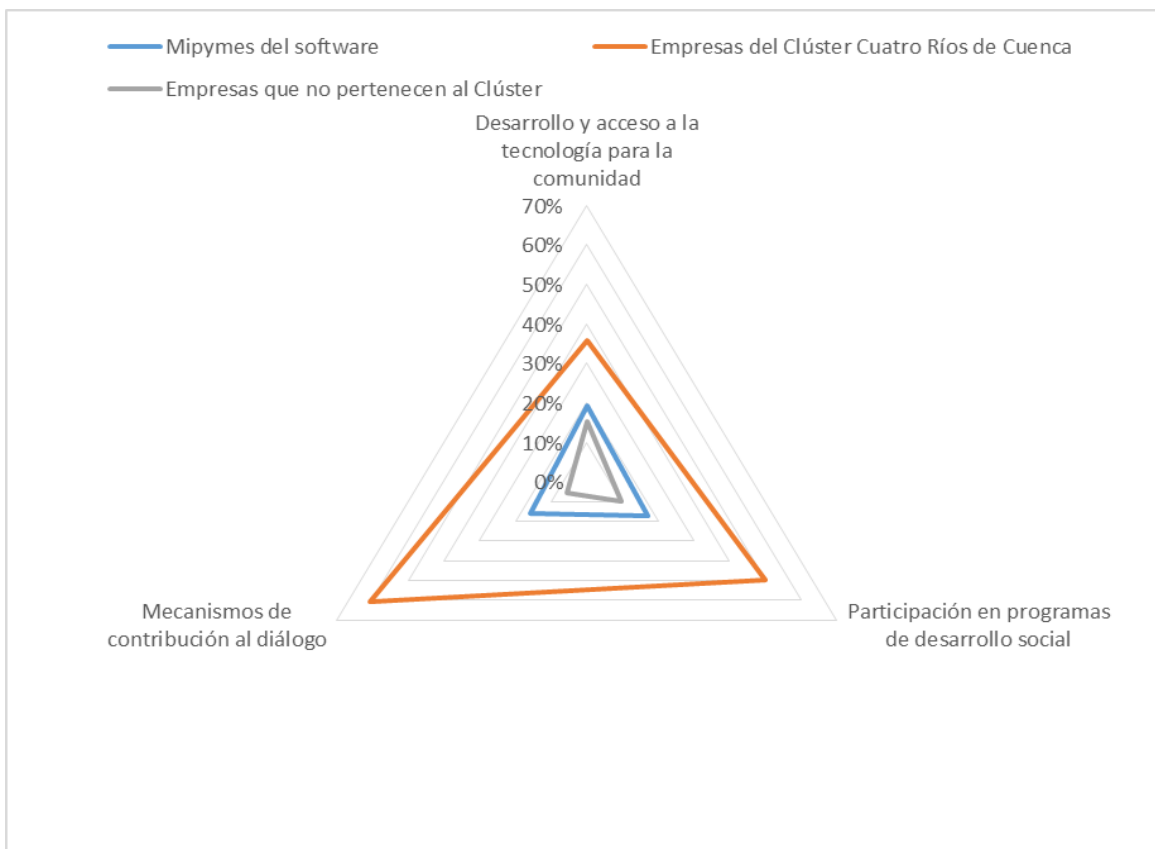 Mipymes del software
Empresas del Clúster Cuatro Ríos de Cuenca
Empresas que no pertenecen al Clúster
Desarrollo y acceso a la
tecnología para la
comunidad
70%
60%
50%
40%
30%
20%
10%
0%
Mecanismos de
contribución al diálogo
Participación en programas
de desarrollo social